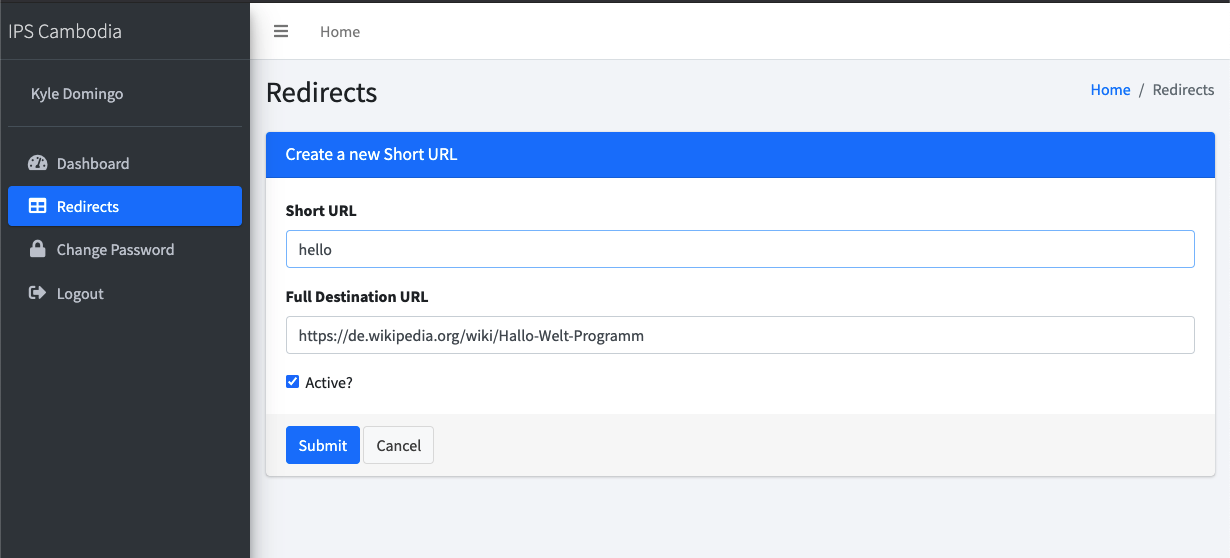 IPS Cambodia
Home
Kyle Domingo
Redirects
Home / Redirects
Dashboard
Redirects
Change Password
Logout
Create a new Short URL
Short URL
hello
Full Destination URL
https://de.wikipedia.org/wiki/Hallo-Welt-Programm
Active?
Submit
Cancel